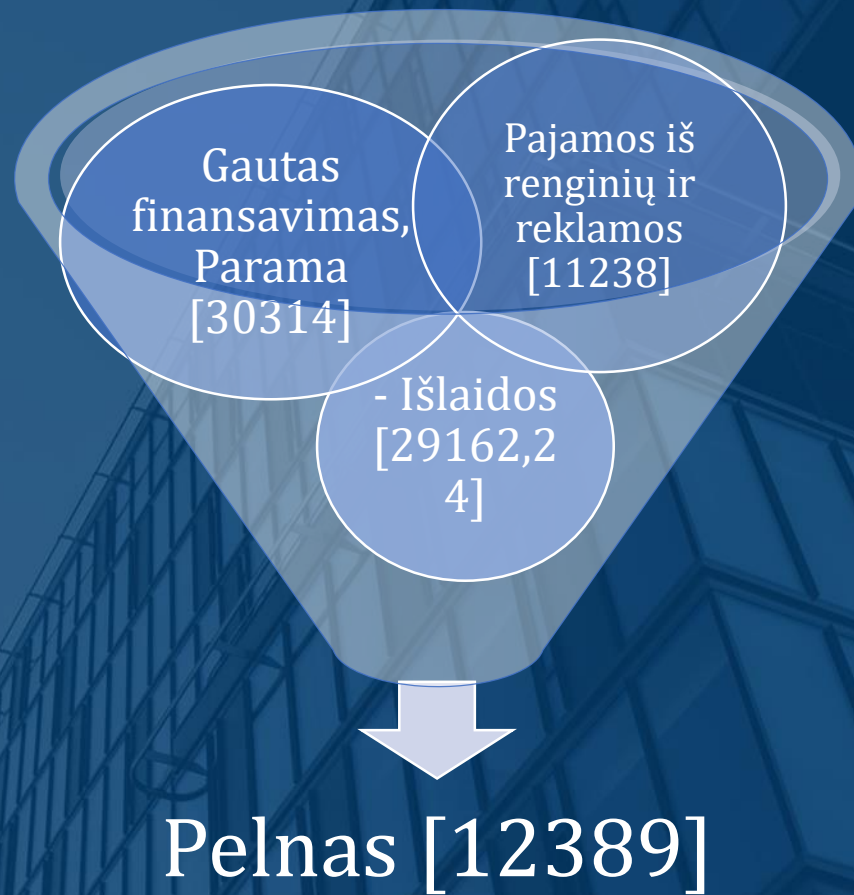 Gautas
finansavimas,
Parama
[30314]
Pajamos iš
renginių ir
reklamos
[11238]
- Išlaidos
[29162,2
4]
Pelnas [12389]